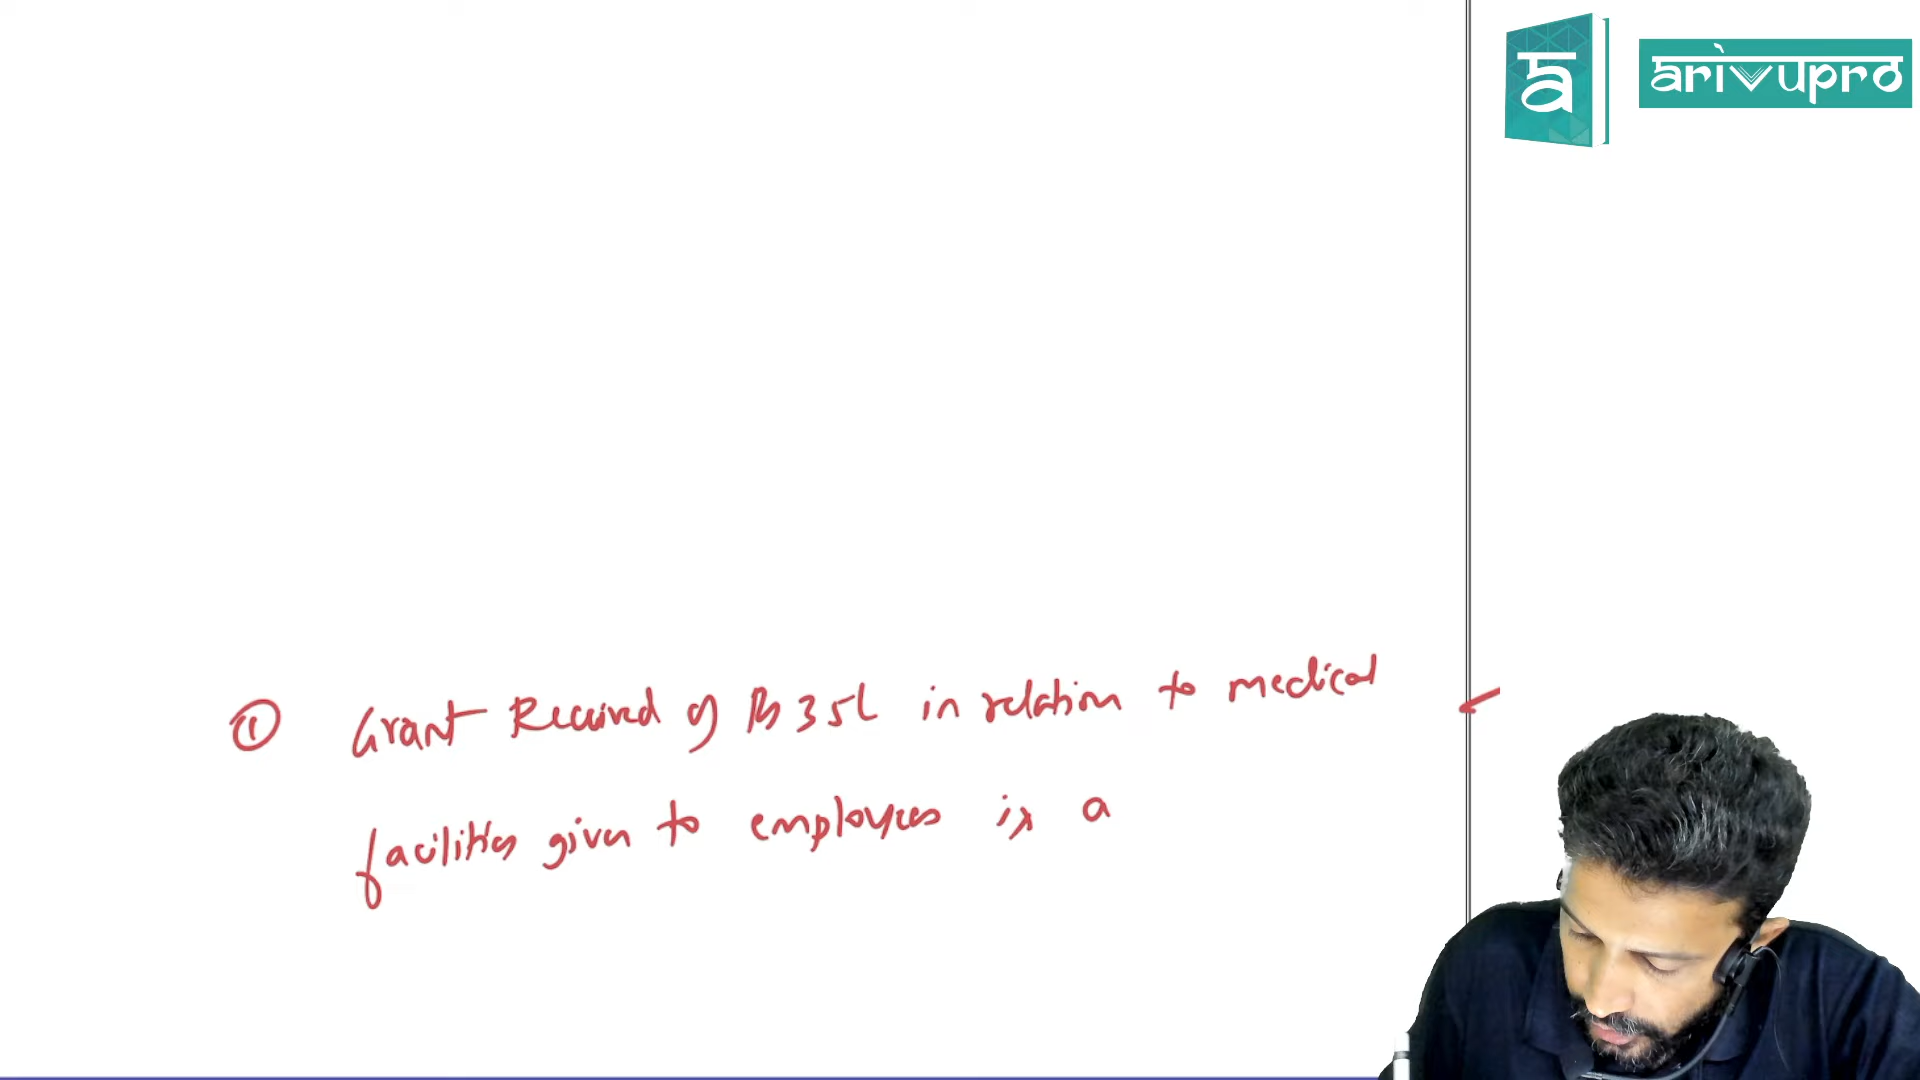 a
arivupro
① Grant Received of Rs 35L in relation to medical
facilities given to employees is a